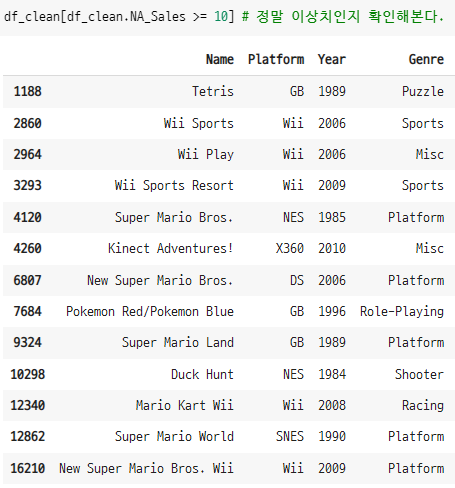 df_clean[df_clean.NA_Sales >= 10] # 정말 이상치인지 확인해본다.
Name Platform Year Genre
1188 Tetris GB 1989 Puzzle
2860 Wii Sports Wii 2006 Sports
2964 Wii Play Wii 2006 Misc
3293 Wii Sports Resort Wii 2009 Sports
4120 Super Mario Bros. NES 1985 Platform
4260 Kinect Adventures! X360 2010 Misc
6807 New Super Mario Bros. DS 2006 Platform
7684 Pokemon Red/Pokemon Blue GB 1996 Role-Playing
9324 Super Mario Land GB 1989 Platform
10298 Duck Hunt NES 1984 Shooter
12340 Mario Kart Wii Wii 2008 Racing
12862 Super Mario World SNES 1990 Platform
16210 New Super Mario Bros. Wii Wii 2009 Platform